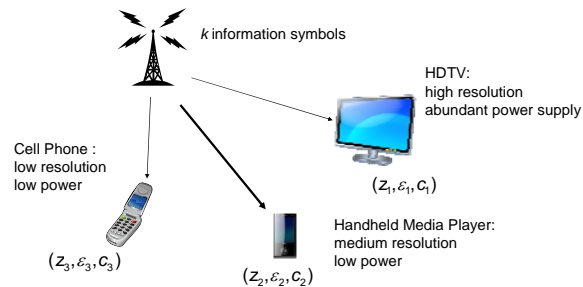 k information symbols
HDTV:
high resolution
abundant power supply
(z₁,ε₁,c₁)
Cell Phone :
low resolution
low power
(z₃,ε₃,c₃)
Handheld Media Player:
medium resolution
low power
(z₂,ε₂,c₂)